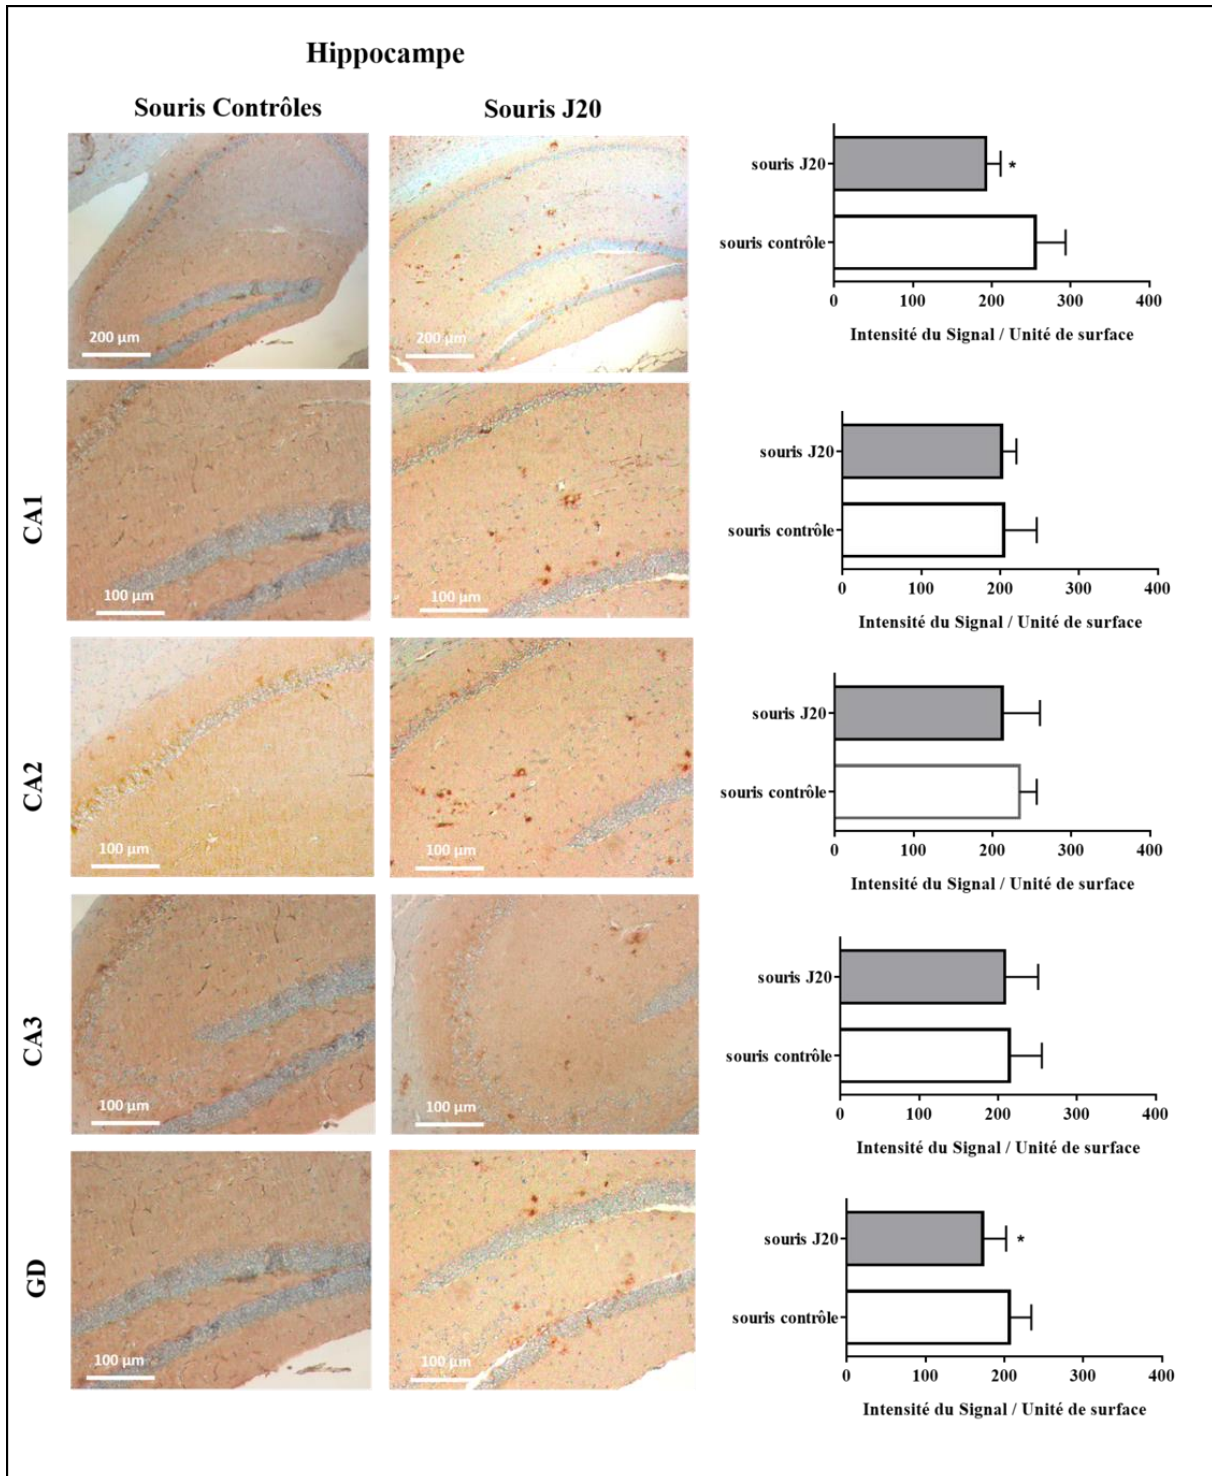 Hippocampe
Souris Contrôles
Souris J20
200 µm
200 µm
souris J20
*
souris contrôle
0 100 200 300 400
Intensité du Signal / Unité de surface
CA1
100 µm
100 µm
souris J20
souris contrôle
0 100 200 300 400
Intensité du Signal / Unité de surface
CA2
100 µm
100 µm
souris J20
souris contrôle
0 100 200 300 400
Intensité du Signal / Unité de surface
CA3
100 µm
100 µm
souris J20
souris contrôle
0 100 200 300 400
Intensité du Signal / Unité de surface
GD
100 µm
100 µm
souris J20
*
souris contrôle
0 100 200 300 400
Intensité du Signal / Unité de surface